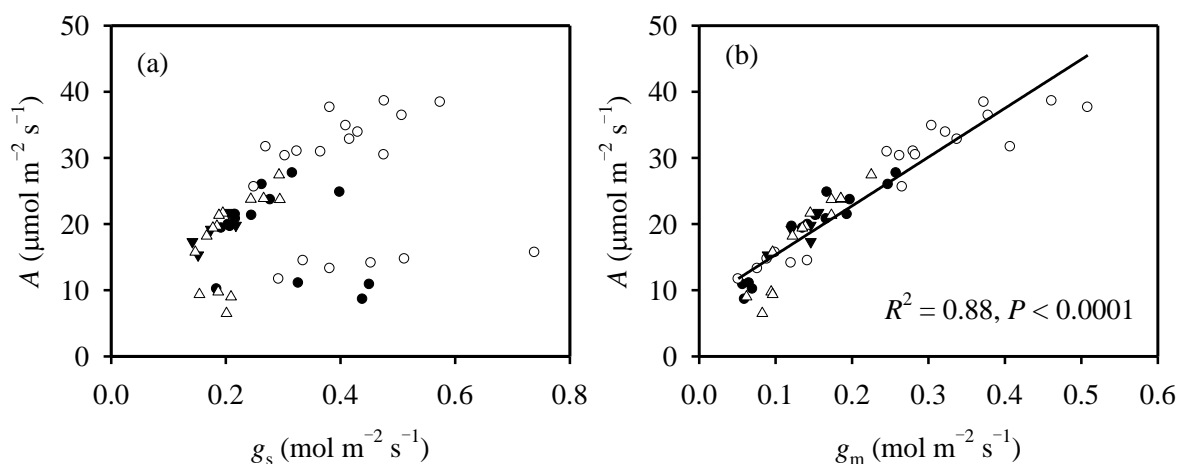 50
40
30
20
10
0
A (μmol m⁻² s⁻¹)
(a)
0.0 0.2 0.4 0.6 0.8
gₛ (mol m⁻² s⁻¹)
50
40
30
20
10
0
A (μmol m⁻² s⁻¹)
(b)
R² = 0.88, P < 0.0001
0.0 0.1 0.2 0.3 0.4 0.5 0.6
gₘ (mol m⁻² s⁻¹)